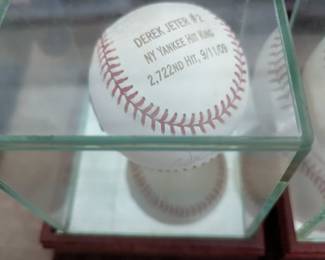 DEREK JETER #2
NY YANKEE HIT KING
2,722ND HIT, 9/11/09